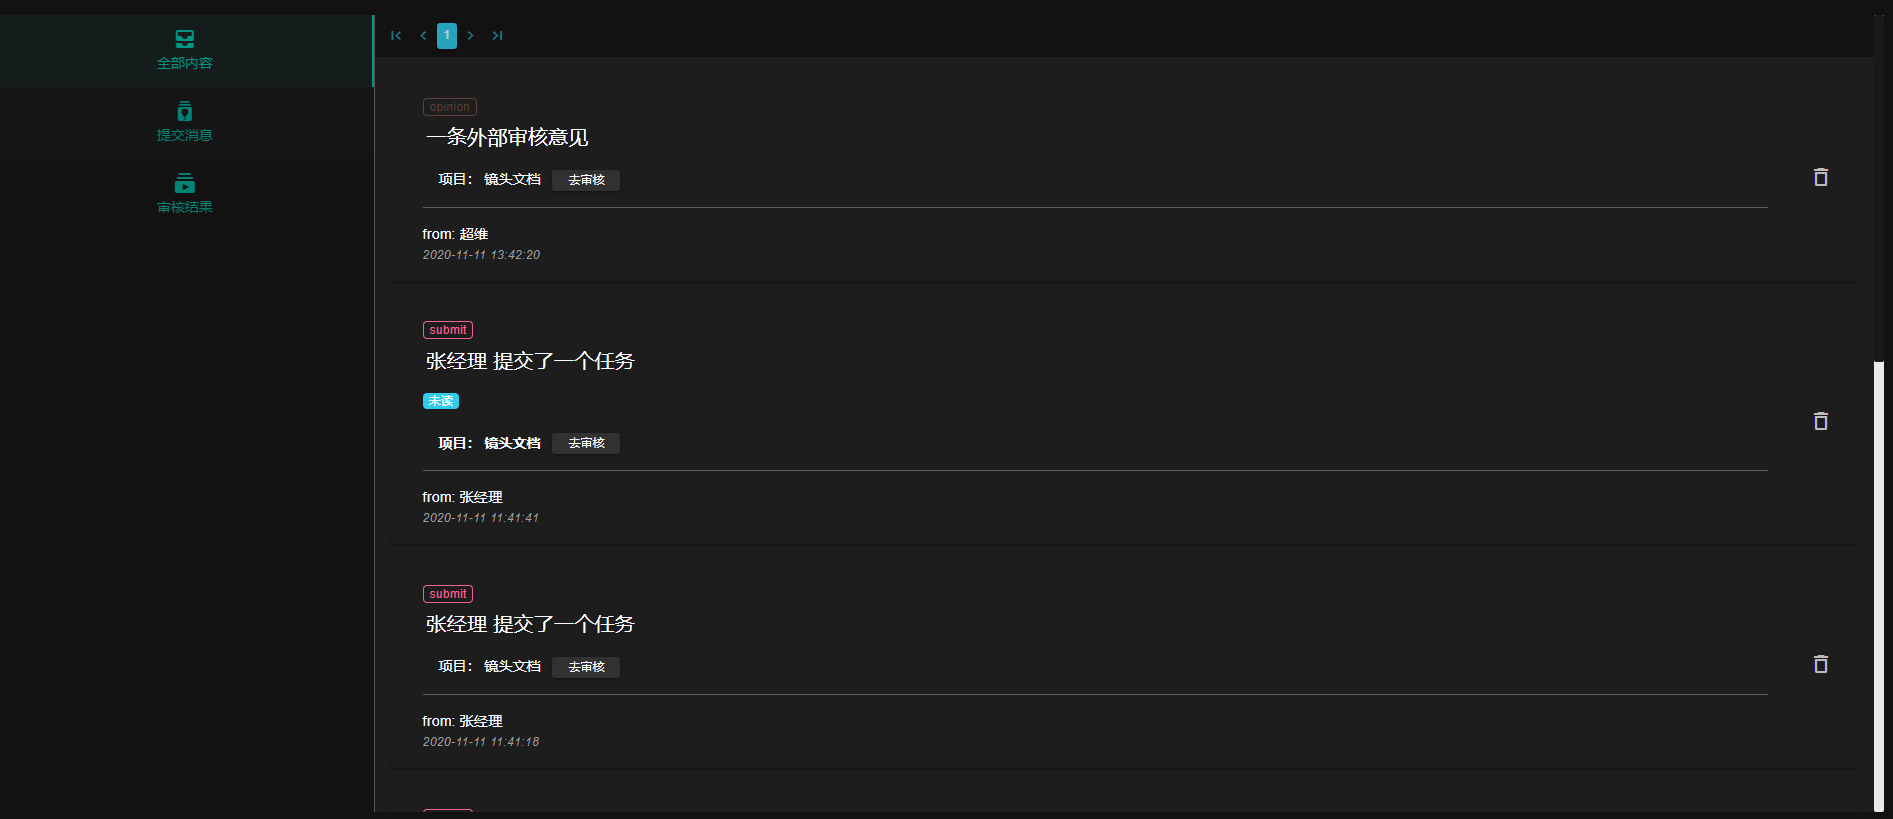 全部内容
提交消息
审核结果
1
opinion
一条外部审核意见
项目： 镜头文档 去审核
from: 超维
2020-11-11 13:42:20
submit
张经理 提交了一个任务
未读
项目： 镜头文档 去审核
from: 张经理
2020-11-11 11:41:41
submit
张经理 提交了一个任务
项目： 镜头文档 去审核
from: 张经理
2020-11-11 11:41:18